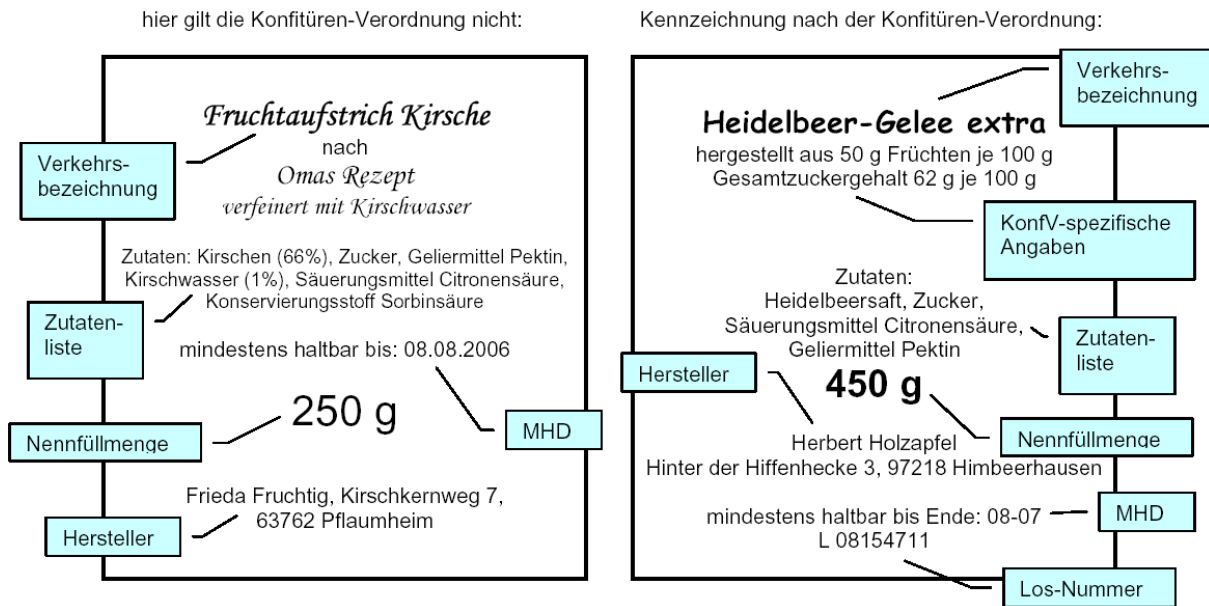 hier gilt die Konfitüren-Verordnung nicht:
Fruchtaufstrich Kirsche
nach
Omas Rezept
verfeinert mit Kirschwasser
Verkehrs-
bezeichnung
Zutaten: Kirschen (66%), Zucker, Geliermittel Pektin,
Kirschwasser (1%), Säuerungsmittel Citronensäure,
Konservierungsstoff Sorbinsäure
Zutaten-
liste
mindestens haltbar bis: 08.08.2006
MHD
250 g
Nennfüllmenge
Frieda Fruchtig, Kirschkernweg 7,
63762 Pflaumheim
Hersteller
Kennzeichnung nach der Konfitüren-Verordnung:
Verkehrs-
bezeichnung
Heidelbeer-Gelee extra
hergestellt aus 50 g Früchten je 100 g
Gesamtzuckergehalt 62 g je 100 g
KonfV-spezifische
Angaben
Zutaten:
Heidelbeersaft, Zucker,
Säuerungsmittel Citronensäure,
Geliermittel Pektin
Zutaten-
liste
Hersteller
450 g
Nennfüllmenge
Herbert Holzapfel
Hinter der Hiffenhecke 3, 97218 Himbeerhausen
mindestens haltbar bis Ende: 08-07
MHD
L 08154711
Los-Nummer